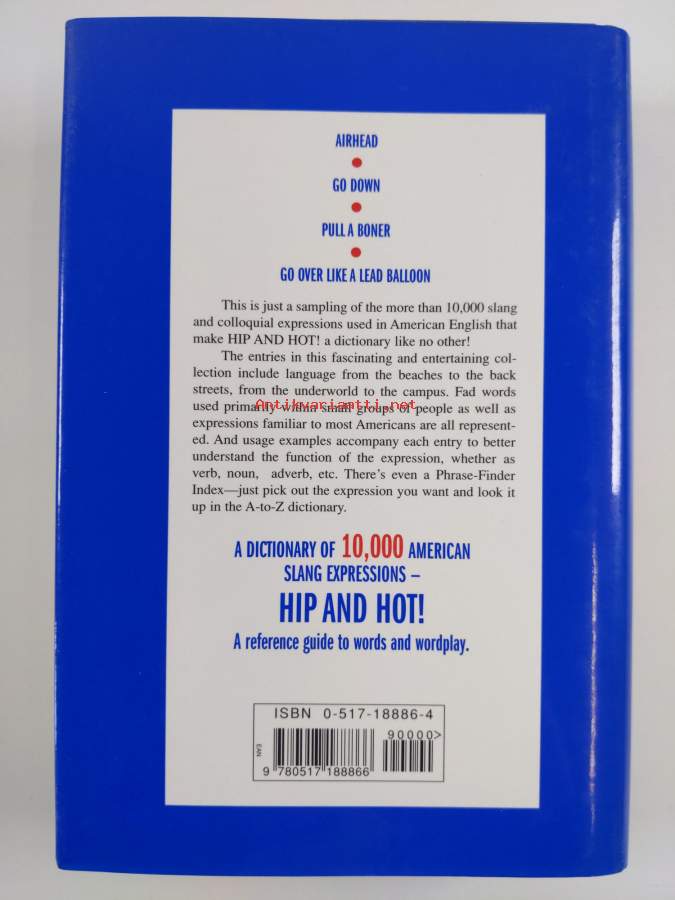 AIRHEAD
GO DOWN
PULL A BONER
GO OVER LIKE A LEAD BALLOON
This is just a sampling of the more than 10,000 slang
and colloquial expressions used in American English that
make HIP AND HOT! a dictionary like no other!
The entries in this fascinating and entertaining col-
lection include language from the beaches to the back
streets, from the underworld to the campus. Fad words
Antikvariaatti.net
used primarily within small groups of people as well as
expressions familiar to most Americans are all represent-
ed. And usage examples accompany each entry to better
understand the function of the expression, whether as
verb, noun, adverb, etc. There's even a Phrase-Finder
Index—just pick out the expression you want and look it
up in the A-to-Z dictionary.
A DICTIONARY OF 10,000 AMERICAN
SLANG EXPRESSIONS –
HIP AND HOT!
A reference guide to words and wordplay.
ISBN 0-517-18886-4
90000>
EAN
9 780517 188866